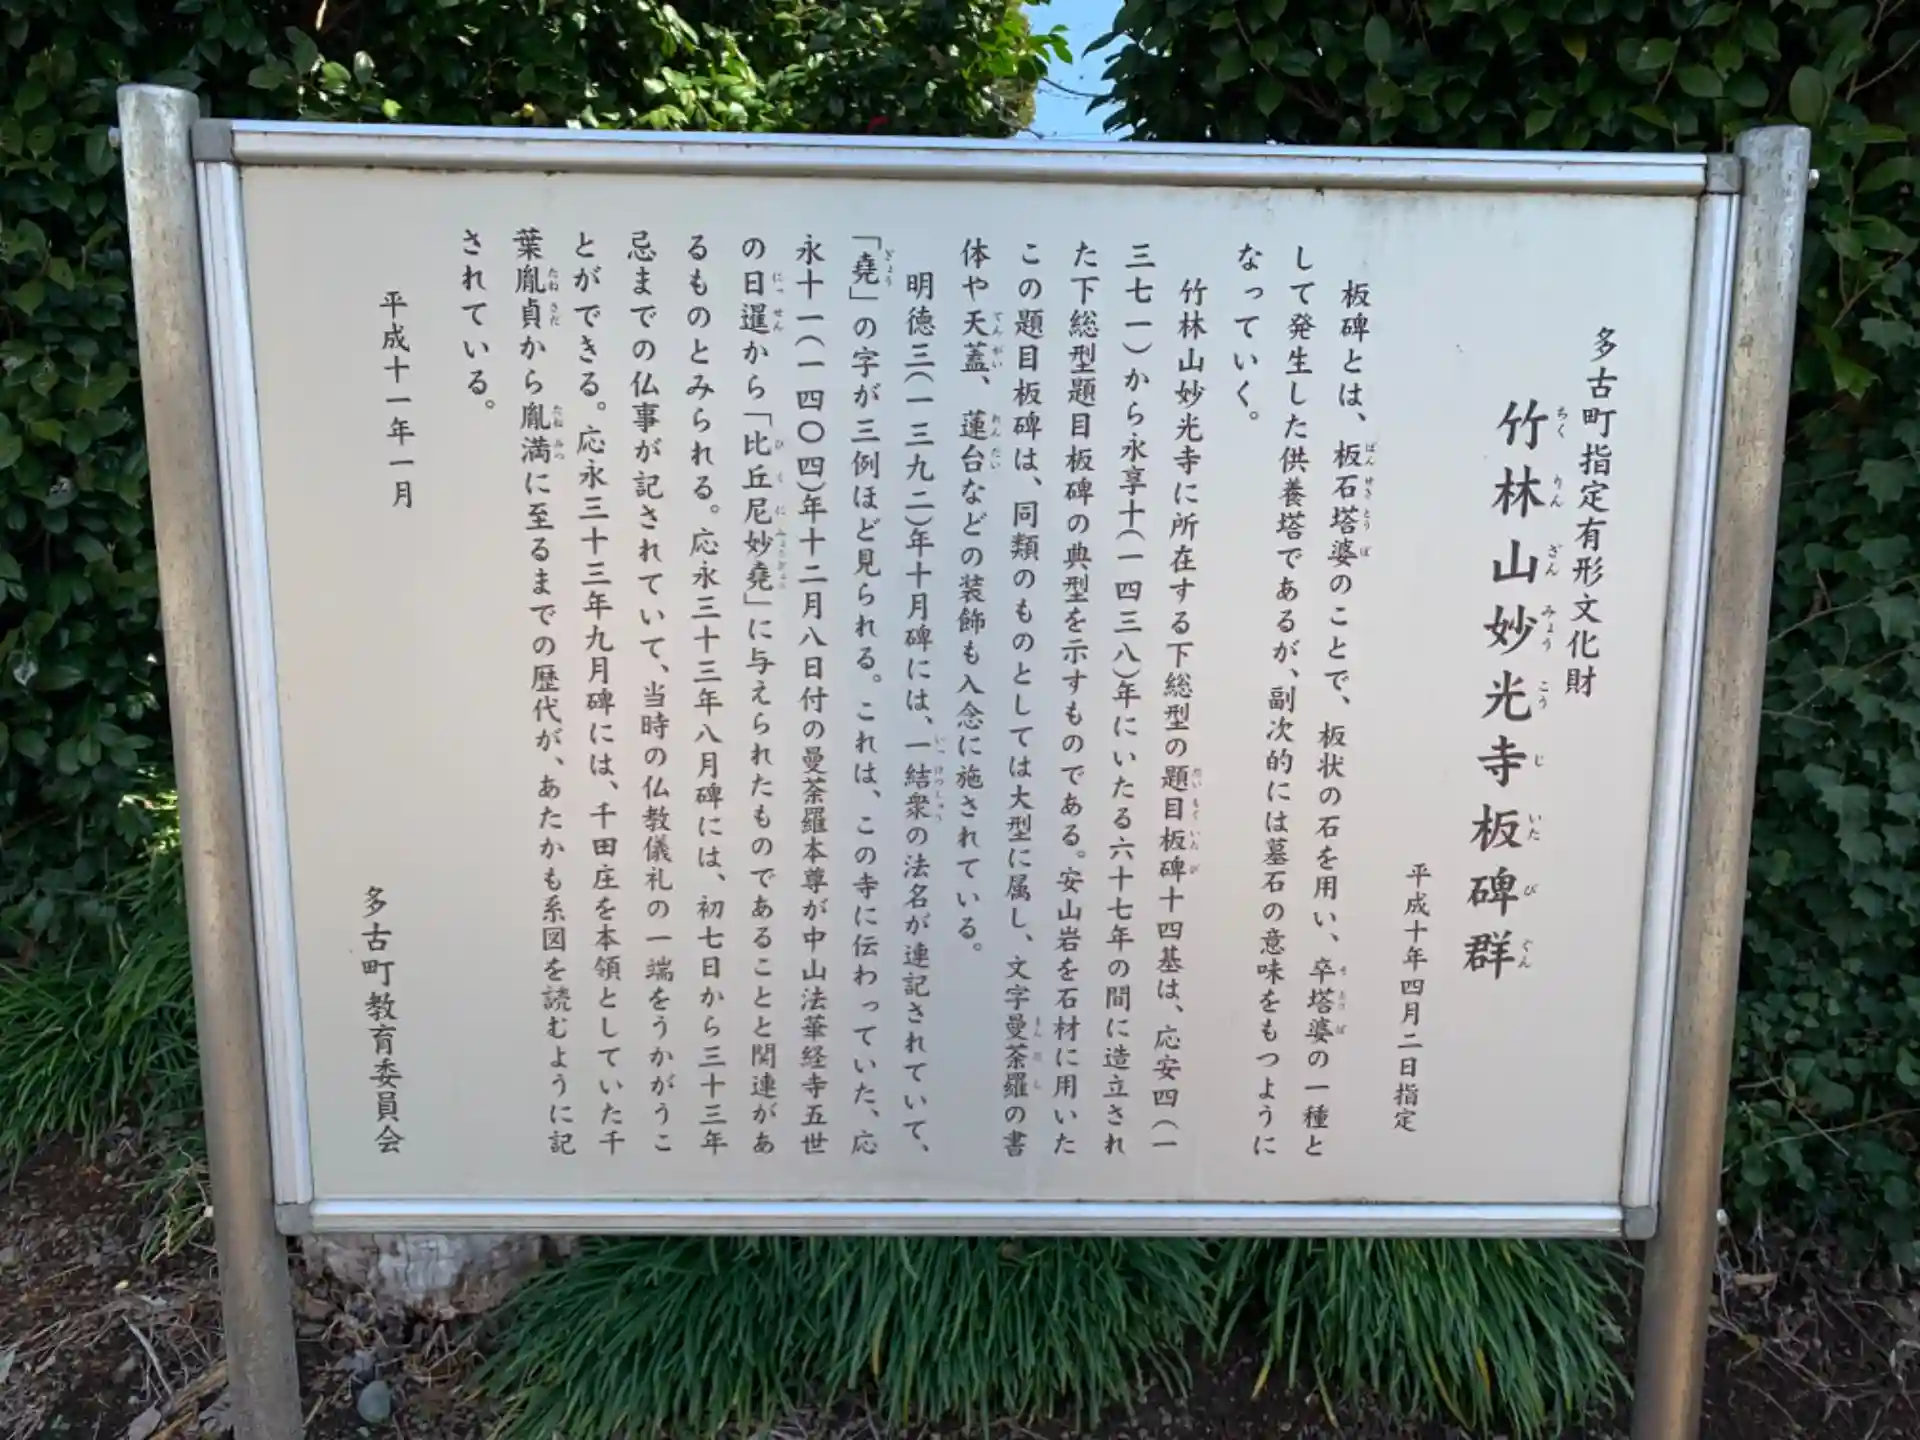 多古町指定有形文化財
竹林山妙光寺板碑群
平成十年四月二日指定
板碑とは、板石塔婆のことで、板状の石を用い、卒塔婆の一種と
して発生した供養塔であるが、副次的には墓石の意味をもつように
なっていく。
竹林山妙光寺に所在する下総型の題目板碑十四基は、応安四(一
三七一)から永享十(一四三八)年にいたる六十七年の間に造立され
た下総型題目板碑の典型を示すものである。安山岩を石材に用いた
この題目板碑は、同類のものとしては大型に属し、文字曼荼羅の書
体や天蓋、蓮台などの装飾も入念に施されている。
明徳三(一三九二)年十月碑には、一結衆の法名が連記されていて、
「堯」の字が三例ほど見られる。これは、この寺に伝わっていた、応
永十一(一四〇四)年十二月八日付の曼荼羅本尊が中山法華経寺五世
の日暹から「比丘尼妙堯」に与えられたものであることと関連があ
るものとみられる。応永三十三年八月碑には、初七日から三十三年
忌までの仏事が記されていて、当時の仏教儀礼の一端をうかがうこ
とができる。応永三十三年九月碑には、千田庄を本領としていた千
葉胤貞から胤満に至るまでの歴代が、あたかも系図を読むように記
されている。
平成十一年一月
多古町教育委員会